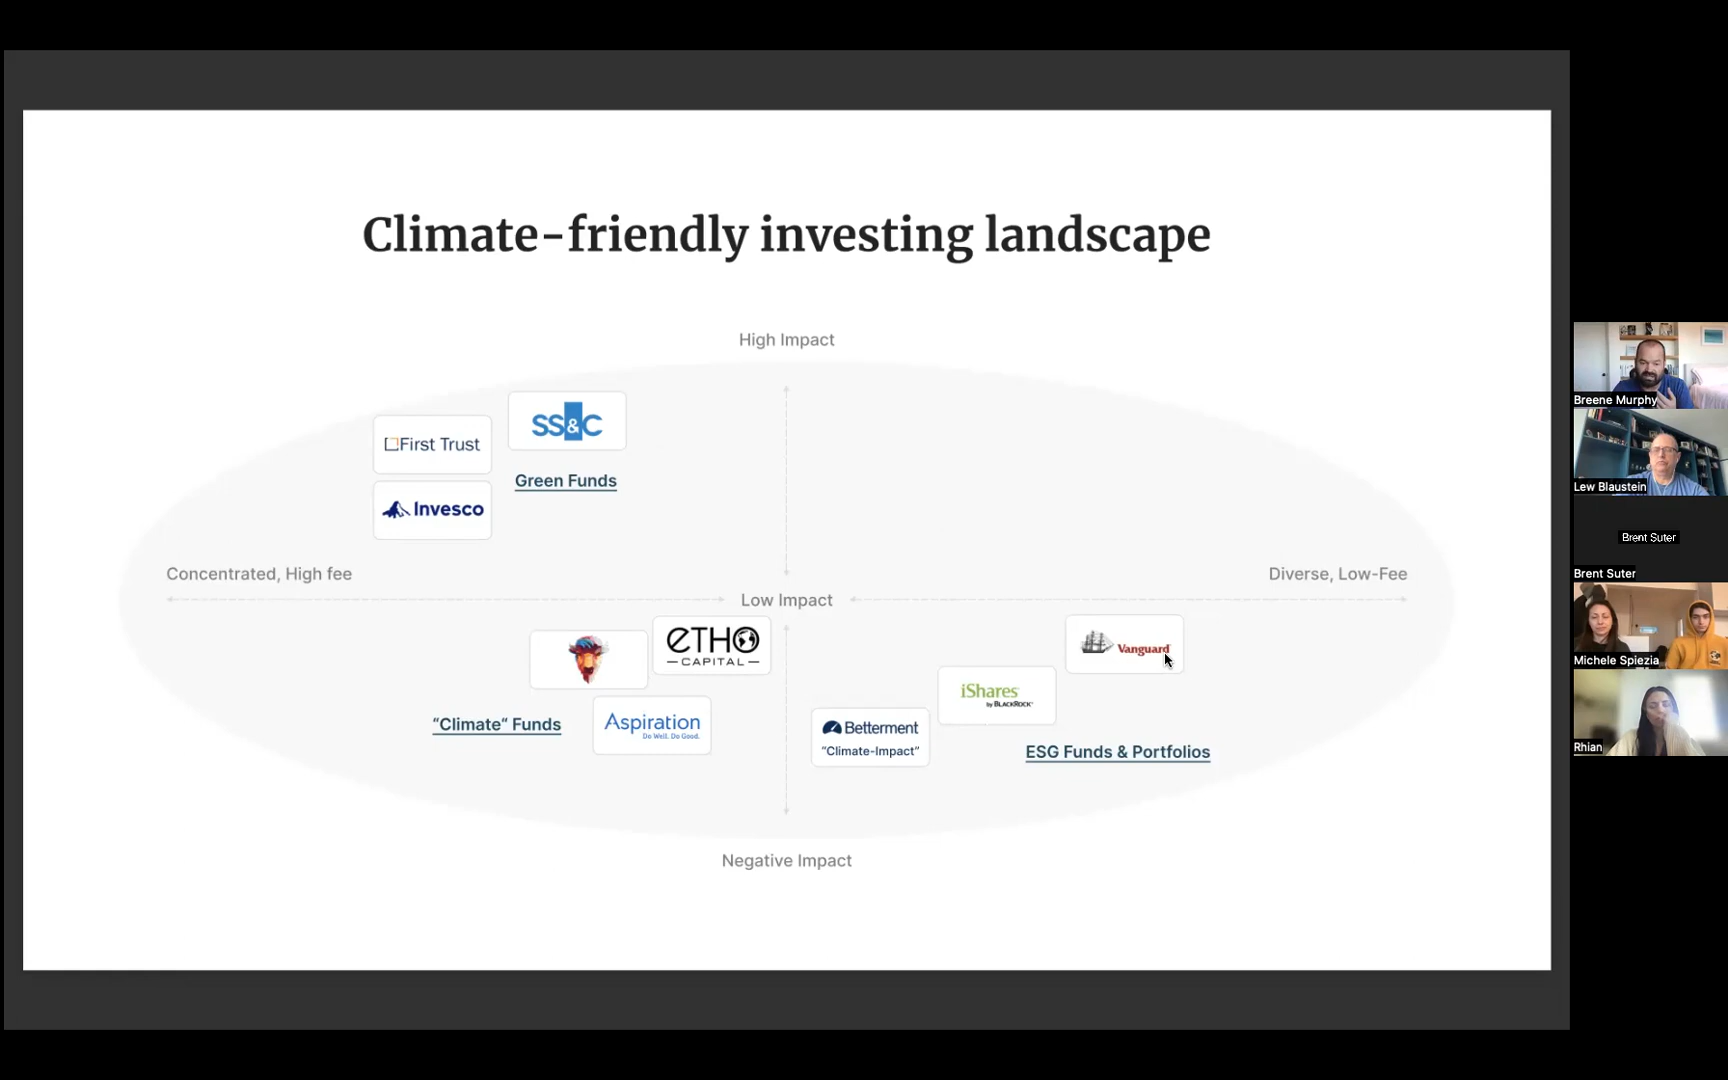 Climate-friendly investing landscape
High Impact
First Trust
SS&C
Green Funds
Invesco
Concentrated, High fee
Diverse, Low-Fee
Low Impact
eTHO
CAPITAL
Vanguard
iShares
by BLACKROCK
"Climate" Funds
Aspiration
Do Well. Do Good.
Betterment
"Climate-Impact"
ESG Funds & Portfolios
Negative Impact
Breene Murphy
Lew Blaustein
Brent Suter
Brent Suter
Michele Spiezia
Rhian